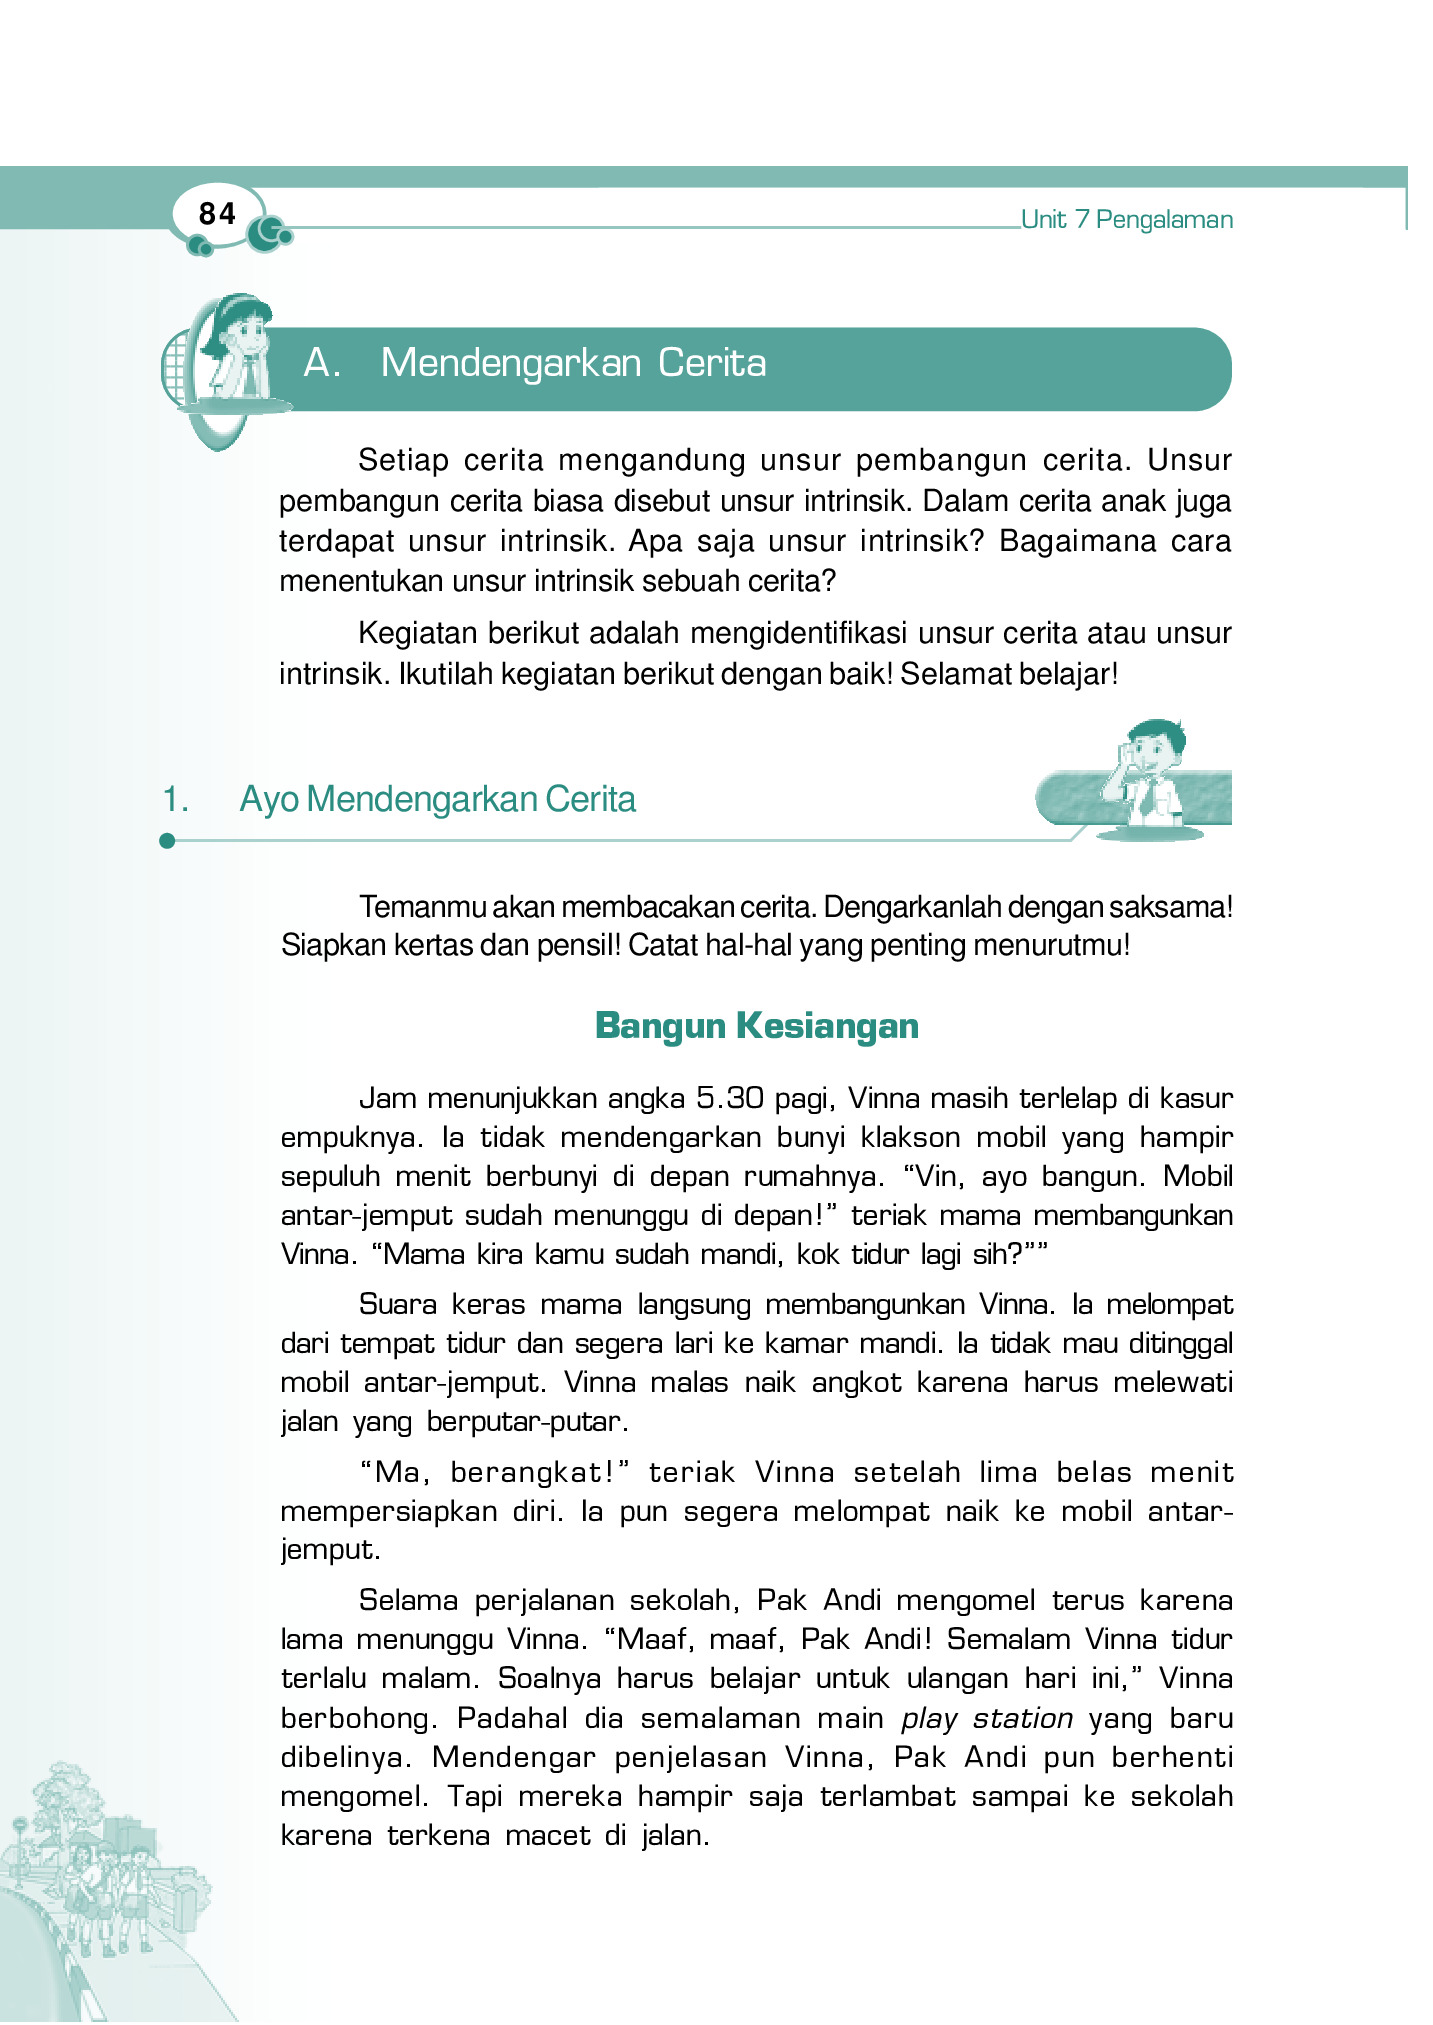 84
Unit 7 Pengalaman
A. Mendengarkan Cerita
Setiap cerita mengandung unsur pembangun cerita. Unsur
pembangun cerita biasa disebut unsur intrinsik. Dalam cerita anak juga
terdapat unsur intrinsik. Apa saja unsur intrinsik? Bagaimana cara
menentukan unsur intrinsik sebuah cerita?
Kegiatan berikut adalah mengidentifikasi unsur cerita atau unsur
intrinsik. Ikutilah kegiatan berikut dengan baik! Selamat belajar!
1. Ayo Mendengarkan Cerita
Temanmu akan membacakan cerita. Dengarkanlah dengan saksama!
Siapkan kertas dan pensil! Catat hal-hal yang penting menurutmu!
Bangun Kesiangan
Jam menunjukkan angka 5.30 pagi, Vinna masih terlelap di kasur
empuknya. Ia tidak mendengarkan bunyi klakson mobil yang hampir
sepuluh menit berbunyi di depan rumahnya. “Vin, ayo bangun. Mobil
antar-jemput sudah menunggu di depan!” teriak mama membangunkan
Vinna. “Mama kira kamu sudah mandi, kok tidur lagi sih?””
Suara keras mama langsung membangunkan Vinna. Ia melompat
dari tempat tidur dan segera lari ke kamar mandi. Ia tidak mau ditinggal
mobil antar-jemput. Vinna malas naik angkot karena harus melewati
jalan yang berputar-putar.
“Ma, berangkat!” teriak Vinna setelah lima belas menit
mempersiapkan diri. Ia pun segera melompat naik ke mobil antar-
jemput.
Selama perjalanan sekolah, Pak Andi mengomel terus karena
lama menunggu Vinna. “Maaf, maaf, Pak Andi! Semalam Vinna tidur
terlalu malam. Soalnya harus belajar untuk ulangan hari ini,” Vinna
berbohong. Padahal dia semalaman main play station yang baru
dibelinya. Mendengar penjelasan Vinna, Pak Andi pun berhenti
mengomel. Tapi mereka hampir saja terlambat sampai ke sekolah
karena terkena macet di jalan.